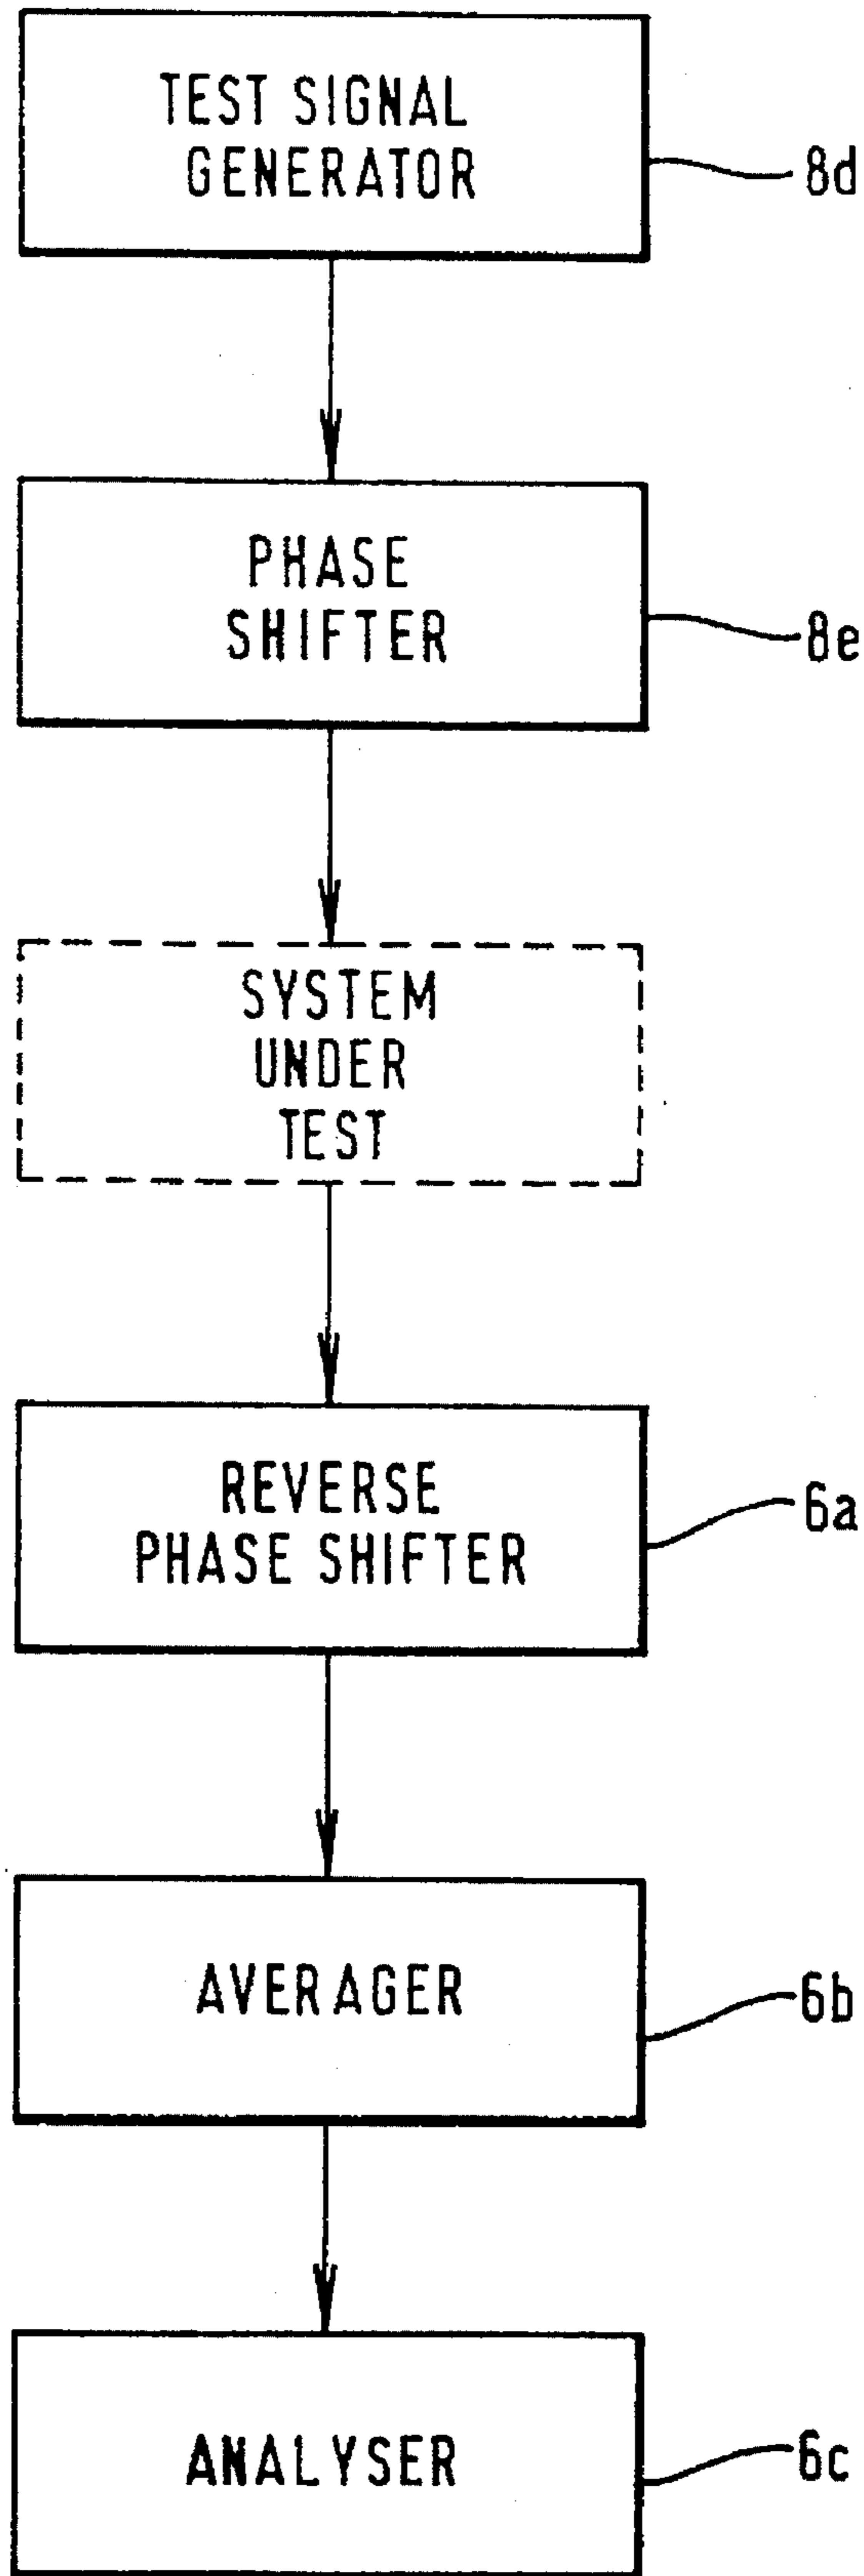 TEST SIGNAL
GENERATOR
8d
PHASE
SHIFTER
8e
SYSTEM
UNDER
TEST
REVERSE
PHASE SHIFTER
6a
AVERAGER
6b
ANALYSER
6c